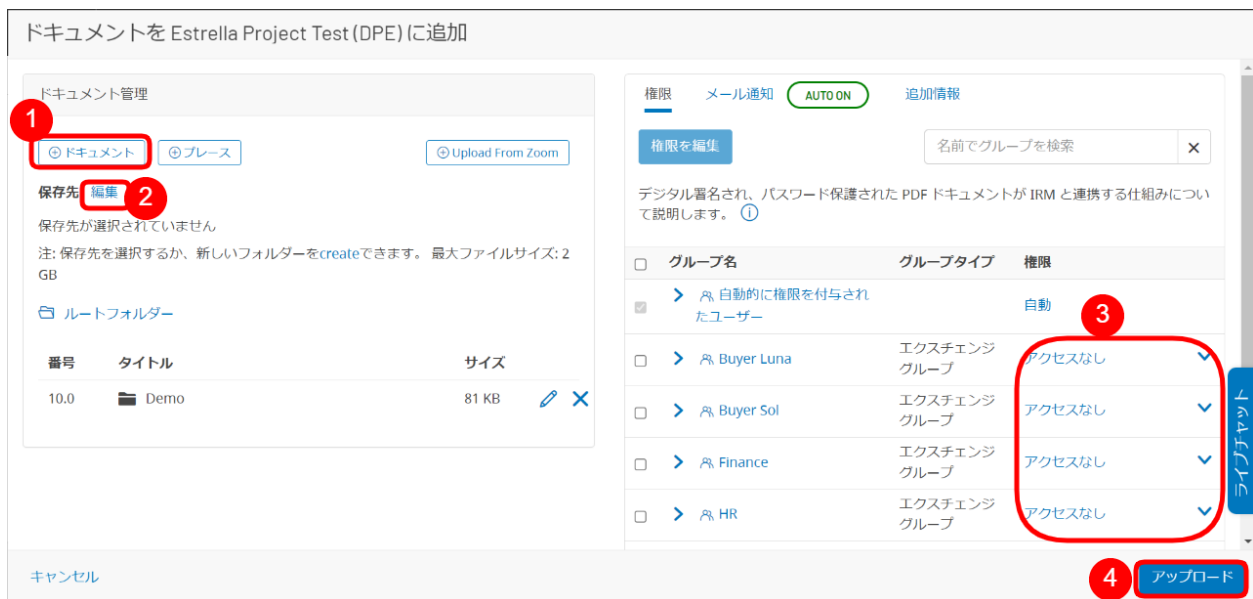 ドキュメントを Estrella Project Test (DPE) に追加
ドキュメント管理
1
ドキュメント
プレース
Upload From Zoom
保存先 編集
2
保存先が選択されていません
注: 保存先を選択するか、新しいフォルダーをcreateできます。 最大ファイルサイズ: 2
GB
ルートフォルダー
番号 タイトル サイズ
10.0 Demo 81 KB
権限 メール通知 AUTO ON 追加情報
権限を編集
名前でグループを検索
デジタル署名され、パスワード保護された PDF ドキュメントが IRM と連携する仕組みについ
て説明します。
グループ名 グループタイプ 権限
自動的に権限を付与され
たユーザー
自動
3
Buyer Luna
エクスチェンジ
グループ
アクセスなし
Buyer Sol
エクスチェンジ
グループ
アクセスなし
Finance
エクスチェンジ
グループ
アクセスなし
HR
エクスチェンジ
グループ
アクセスなし
ライブチャット
キャンセル
4
アップロード